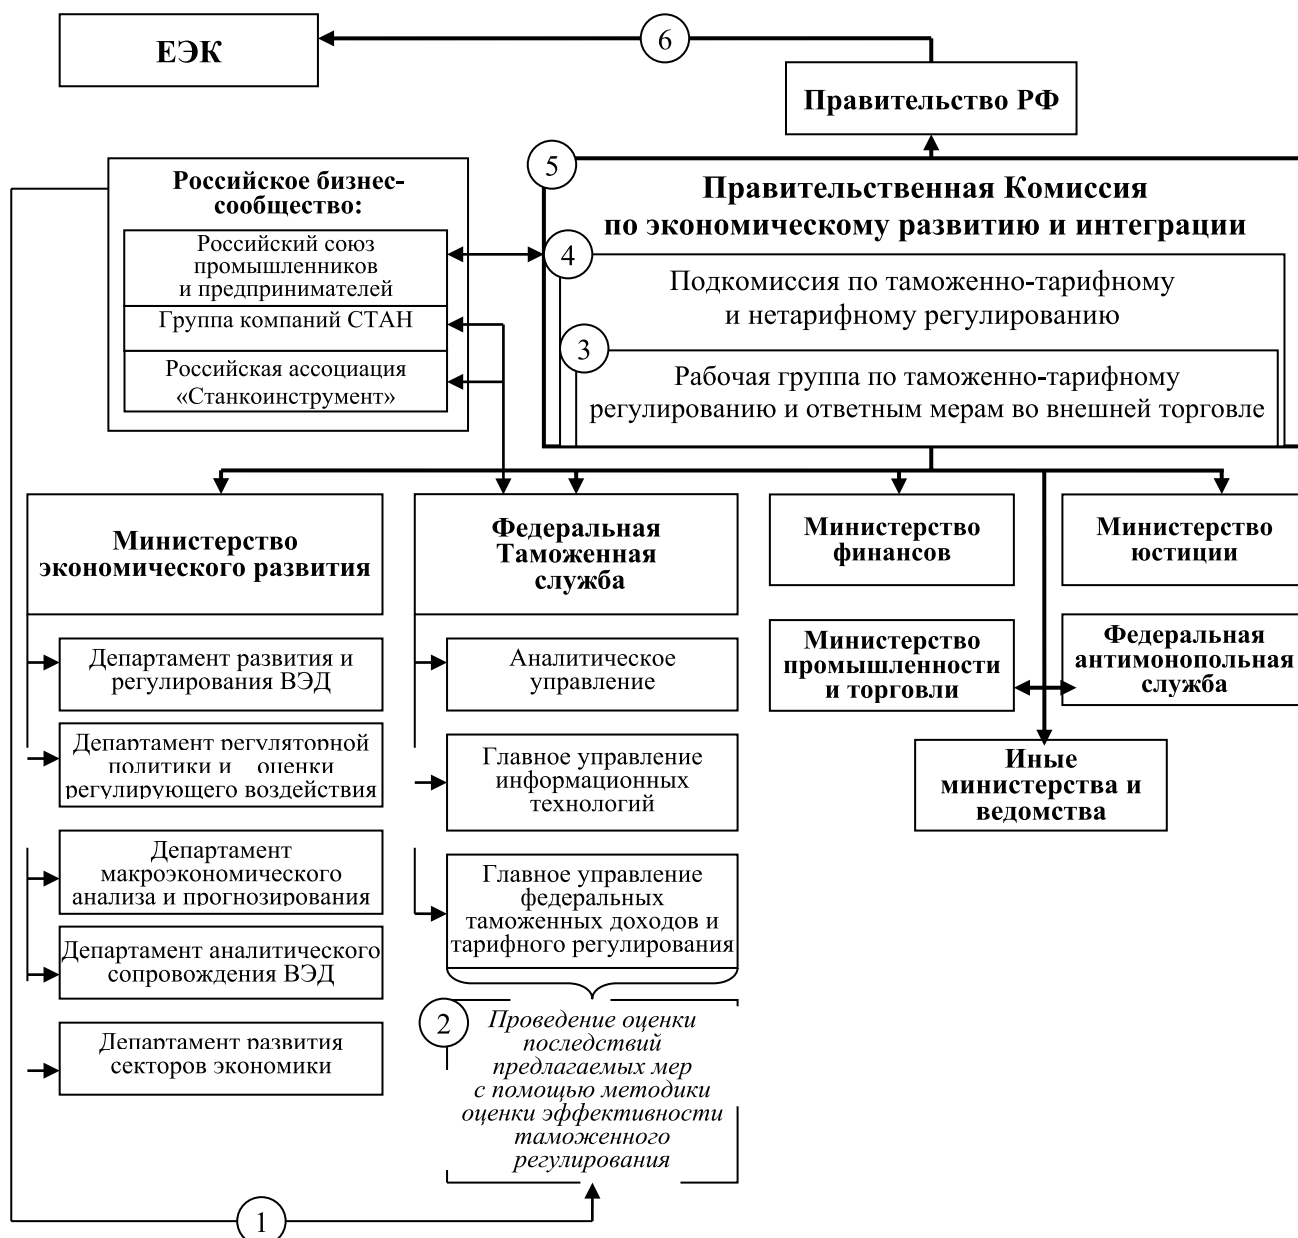 6
ЕЭК
Правительство РФ
5
Российское бизнес-
сообщество:
Российский союз
промышленников
и предпринимателей
Группа компаний СТАН
Российская ассоциация
«Станкоинструмент»
Правительственная Комиссия
по экономическому развитию и интеграции
4
Подкомиссия по таможенно-тарифному
и нетарифному регулированию
3
Рабочая группа по таможенно-тарифному
регулированию и ответным мерам во внешней торговле
Министерство
экономического развития
Федеральная
Таможенная
служба
Министерство
финансов
Министерство
юстиции
Департамент развития и
регулирования ВЭД
Департамент регуляторной
политики и оценки
регулирующего воздействия
Департамент
макроэкономического
анализа и прогнозирования
Департамент аналитического
сопровождения ВЭД
Департамент развития
секторов экономики
Аналитическое
управление
Главное управление
информационных
технологий
Главное управление
федеральных
таможенных доходов и
тарифного регулирования
Министерство
промышленности
и торговли
Федеральная
антимонопольная
служба
Иные
министерства и
ведомства
2
Проведение оценки
последствий
предлагаемых мер
с помощью методики
оценки эффективности
таможенного
регулирования
1